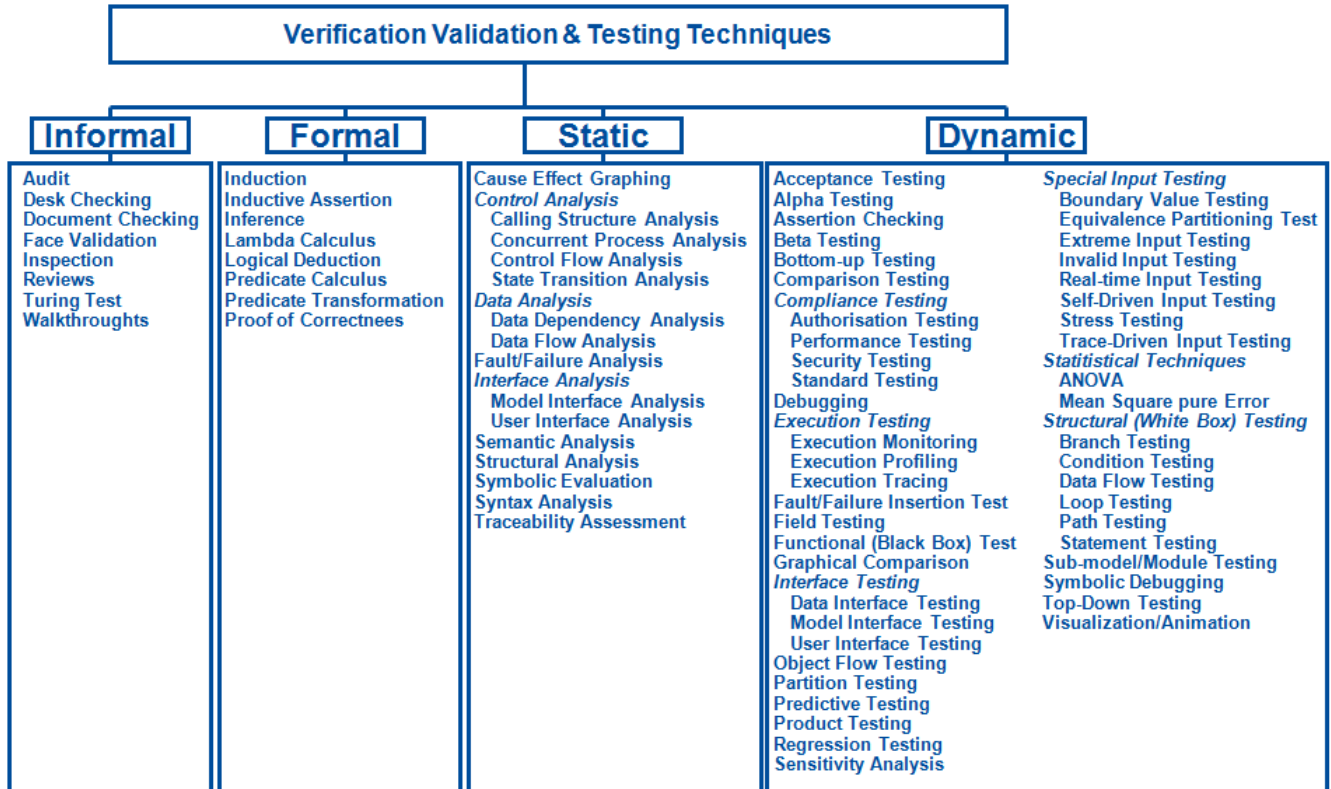 Verification Validation & Testing Techniques
Informal
Audit
Desk Checking
Document Checking
Face Validation
Inspection
Reviews
Turing Test
Walkthroughts
Formal
Induction
Inductive Assertion
Inference
Lambda Calculus
Logical Deduction
Predicate Calculus
Predicate Transformation
Proof of Correctnees
Static
Cause Effect Graphing
Control Analysis
Calling Structure Analysis
Concurrent Process Analysis
Control Flow Analysis
State Transition Analysis
Data Analysis
Data Dependency Analysis
Data Flow Analysis
Fault/Failure Analysis
Interface Analysis
Model Interface Analysis
User Interface Analysis
Semantic Analysis
Structural Analysis
Symbolic Evaluation
Syntax Analysis
Traceability Assessment
Dynamic
Acceptance Testing
Alpha Testing
Assertion Checking
Beta Testing
Bottom-up Testing
Comparison Testing
Compliance Testing
Authorisation Testing
Performance Testing
Security Testing
Standard Testing
Debugging
Execution Testing
Execution Monitoring
Execution Profiling
Execution Tracing
Fault/Failure Insertion Test
Field Testing
Functional (Black Box) Test
Graphical Comparison
Interface Testing
Data Interface Testing
Model Interface Testing
User Interface Testing
Object Flow Testing
Partition Testing
Predictive Testing
Product Testing
Regression Testing
Sensitivity Analysis
Special Input Testing
Boundary Value Testing
Equivalence Partitioning Test
Extreme Input Testing
Invalid Input Testing
Real-time Input Testing
Self-Driven Input Testing
Stress Testing
Trace-Driven Input Testing
Statitistical Techniques
ANOVA
Mean Square pure Error
Structural (White Box) Testing
Branch Testing
Condition Testing
Data Flow Testing
Loop Testing
Path Testing
Statement Testing
Sub-model/Module Testing
Symbolic Debugging
Top-Down Testing
Visualization/Animation